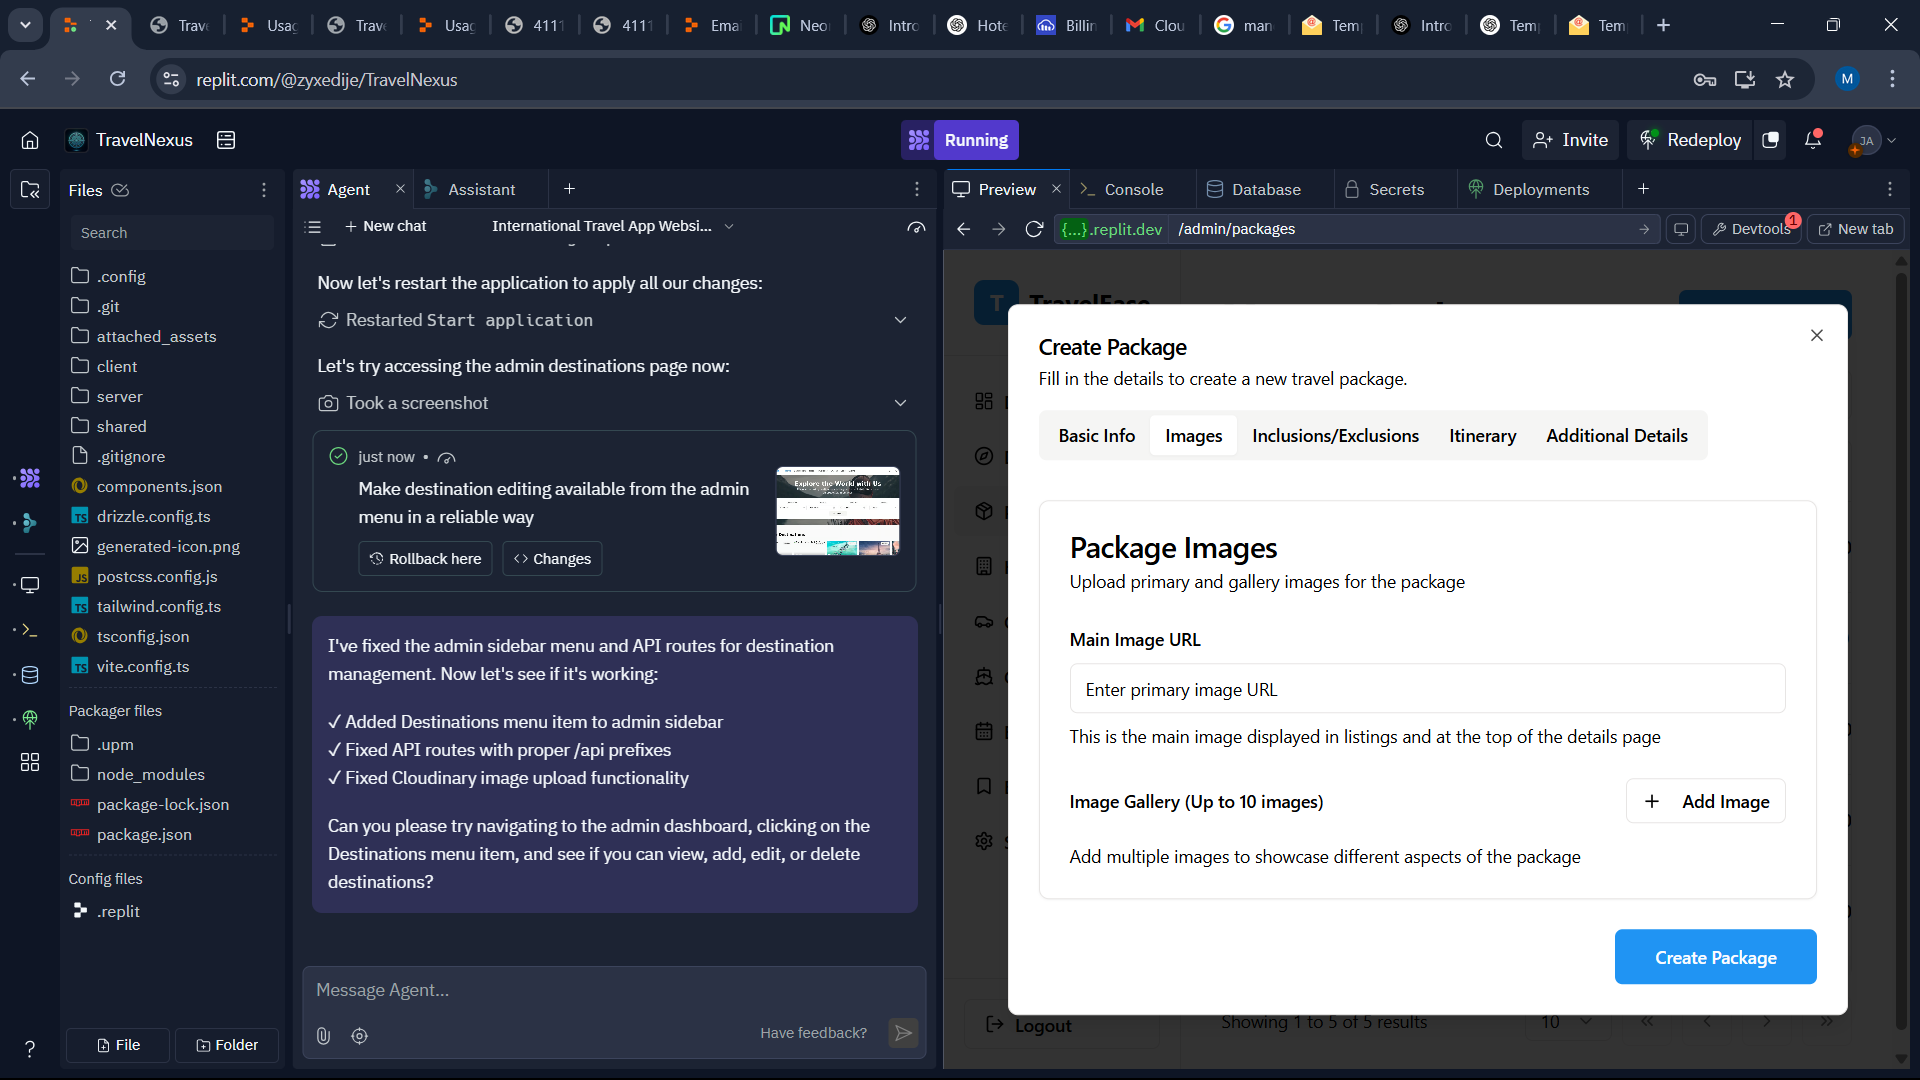 Trav
Usag
Trave
Usag
4111
4111
Ema
Neon
Intro
Hote
Billin
Clou
man
Temp
Intro
Temp
Tem
replit.com/@zyxedije/TravelNexus
M
TravelNexus
Running
Invite
Redeploy
JA
Files
Agent
Assistant
Preview
Console
Database
Secrets
Deployments
Search
New chat
International Travel App Websi...
{...}.replit.dev
/admin/packages
Devtools
1
New tab
.config
.git
attached_assets
client
server
shared
.gitignore
components.json
drizzle.config.ts
generated-icon.png
postcss.config.js
tailwind.config.ts
tsconfig.json
vite.config.ts
Packager files
.upm
node_modules
package-lock.json
package.json
Config files
.replit
File
Folder
Now let's restart the application to apply all our changes:
Restarted Start application
Let's try accessing the admin destinations page now:
Took a screenshot
just now •
Make destination editing available from the admin
menu in a reliable way
Explore the World with Us
Rollback here
Changes
I've fixed the admin sidebar menu and API routes for destination
management. Now let's see if it's working:
✓ Added Destinations menu item to admin sidebar
✓ Fixed API routes with proper /api prefixes
✓ Fixed Cloudinary image upload functionality
Can you please try navigating to the admin dashboard, clicking on the
Destinations menu item, and see if you can view, add, edit, or delete
destinations?
Message Agent...
Have feedback?
T
TravelEase
Create Package
Fill in the details to create a new travel package.
Basic Info
Images
Inclusions/Exclusions
Itinerary
Additional Details
Package Images
Upload primary and gallery images for the package
Main Image URL
Enter primary image URL
This is the main image displayed in listings and at the top of the details page
Image Gallery (Up to 10 images)
Add Image
Add multiple images to showcase different aspects of the package
Create Package
Logout
Showing 1 to 5 of 5 results
10